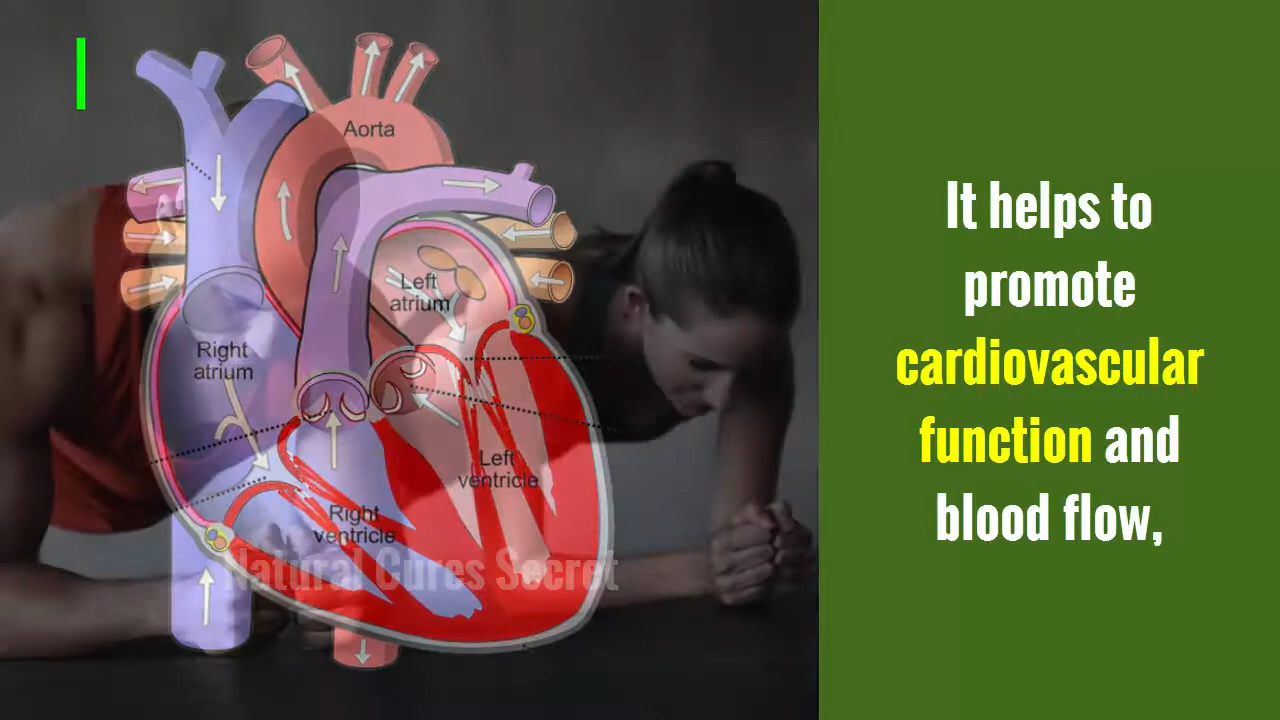 Aorta
Left
atrium
Right
atrium
Left
ventricle
Right
ventricle
Natural Cures Secret
It helps to
promote
cardiovascular
function and
blood flow,